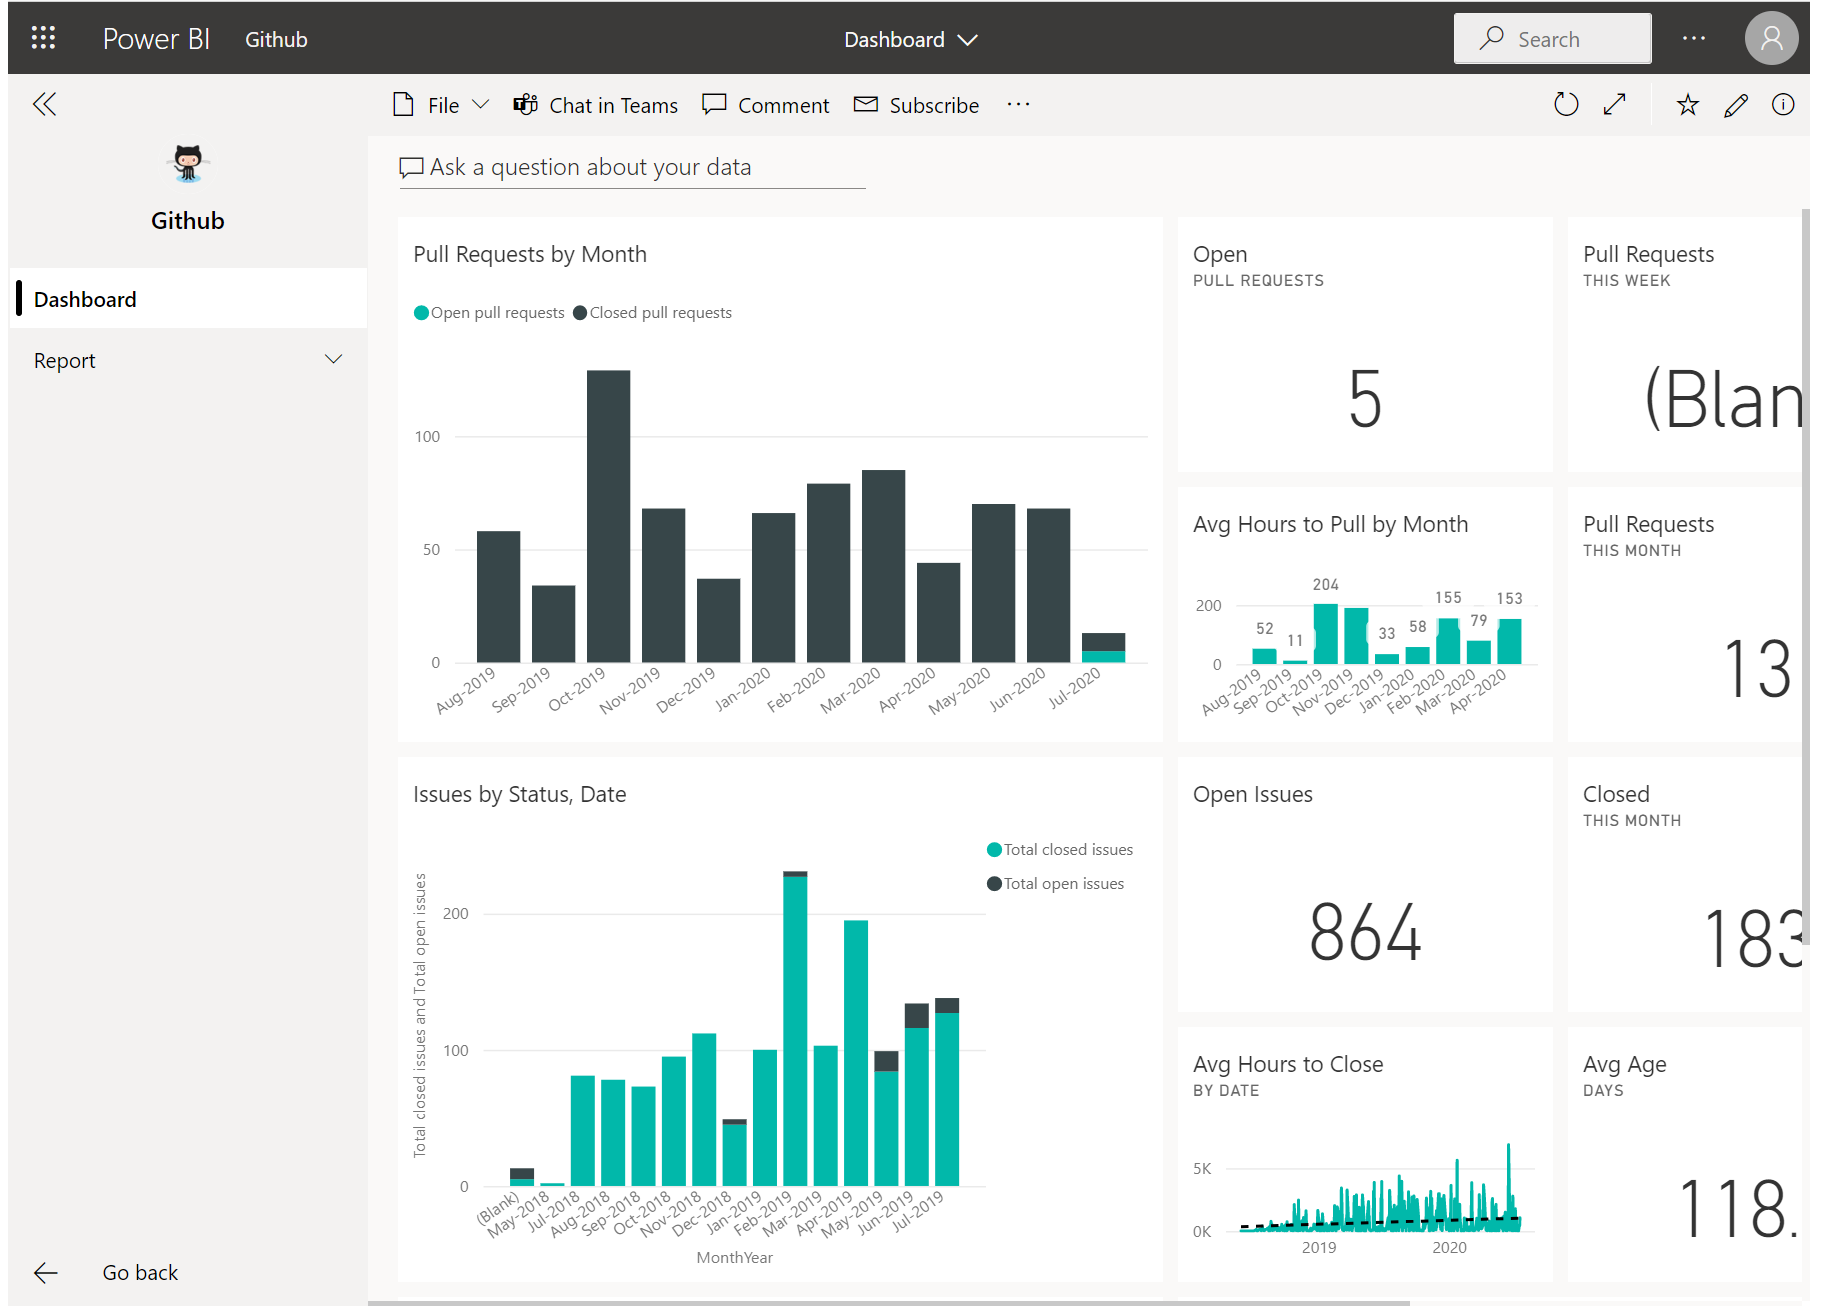 Power BI Github Dashboard Search
File Chat in Teams Comment Subscribe
Github
Dashboard
Report
Go back
Ask a question about your data
Pull Requests by Month
Open pull requests Closed pull requests
100
50
0
Aug-2019 Sep-2019 Oct-2019 Nov-2019 Dec-2019 Jan-2020 Feb-2020 Mar-2020 Apr-2020 May-2020 Jun-2020 Jul-2020
Open
PULL REQUESTS
5
Pull Requests
THIS WEEK
(Blan
Avg Hours to Pull by Month
200
0
52 11 204 33 58 155 79 153
Aug-2019 Sep-2019 Oct-2019 Nov-2019 Dec-2019 Jan-2020 Feb-2020 Mar-2020 Apr-2020
Pull Requests
THIS MONTH
13
Issues by Status, Date
Total closed issues
Total open issues
Total closed issues and Total open issues
200
100
0
(Blank) May-2018 Jul-2018 Aug-2018 Sep-2018 Oct-2018 Nov-2018 Dec-2018 Jan-2019 Feb-2019 Mar-2019 Apr-2019 May-2019 Jun-2019 Jul-2019
MonthYear
Open Issues
864
Closed
THIS MONTH
183
Avg Hours to Close
BY DATE
5K
0K
2019 2020
Avg Age
DAYS
118.